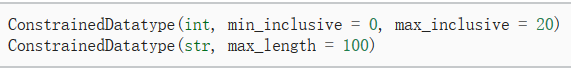 ConstrainedDatatype(int, min_inclusive = 0, max_inclusive = 20)
ConstrainedDatatype(str, max_length = 100)